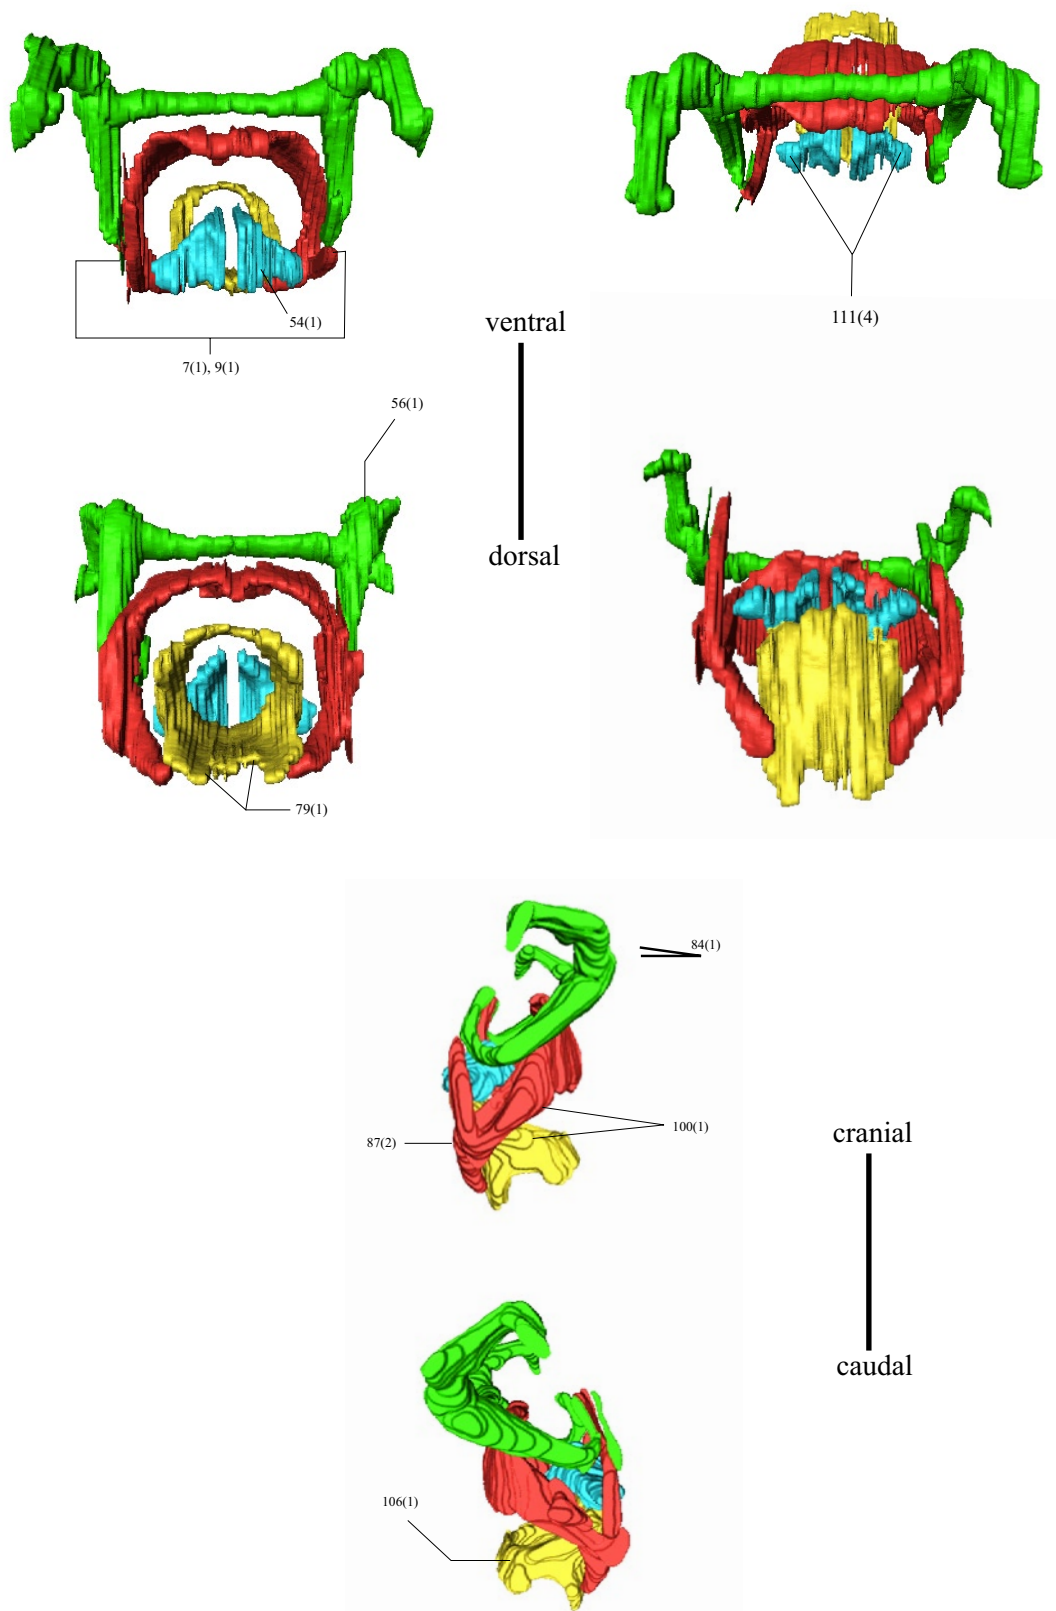 54(1)
7(1), 9(1)
111(4)
ventral
dorsal
56(1)
79(1)
84(1)
87(2)
100(1)
cranial
caudal
106(1)